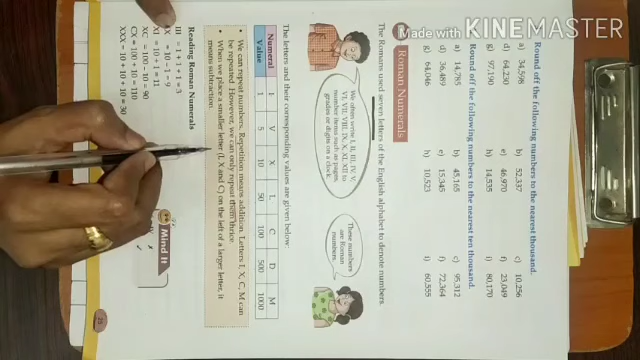 Made with KINEMASTER
Round off the following numbers to the nearest thousand.
a) 34,598 b) 52,337 c) 10,256
d) 64,230 e) 46,970 f) 23,049
g) 97,190 h) 14,535 i) 80,170
Round off the following numbers to the nearest ten thousand.
a) 14,785 b) 45,165 c) 95,312
d) 36,489 e) 15,345 f) 72,364
g) 64,046 h) 10,523 i) 60,555
Roman Numerals
The Romans used seven letters of the English alphabet to denote numbers.
We often write I, II, III, IV, V,
VI, VII, VIII, IX, X, XI, XII to
number items such as pages,
grades or digits on a clock.
These numbers
are Roman
numbers.
The letters and their corresponding values are given below:
Numeral I V X L C D M
Value 1 5 10 50 100 500 1000
• We can repeat numbers. Repetition means addition. Letters I, X, C, M can
be repeated. However, we can only repeat them thrice.
• When we place a smaller letter (I, X and C) on the left of a larger letter, it
means subtraction.
Reading Roman Numerals
III = 1 + 1 + 1 = 3
IX = 10 - 1 = 9
XI = 10 + 1 = 11
XC = 100 - 10 = 90
CX = 100 + 10 = 110
XXX = 10 + 10 + 10 = 30
Mind It